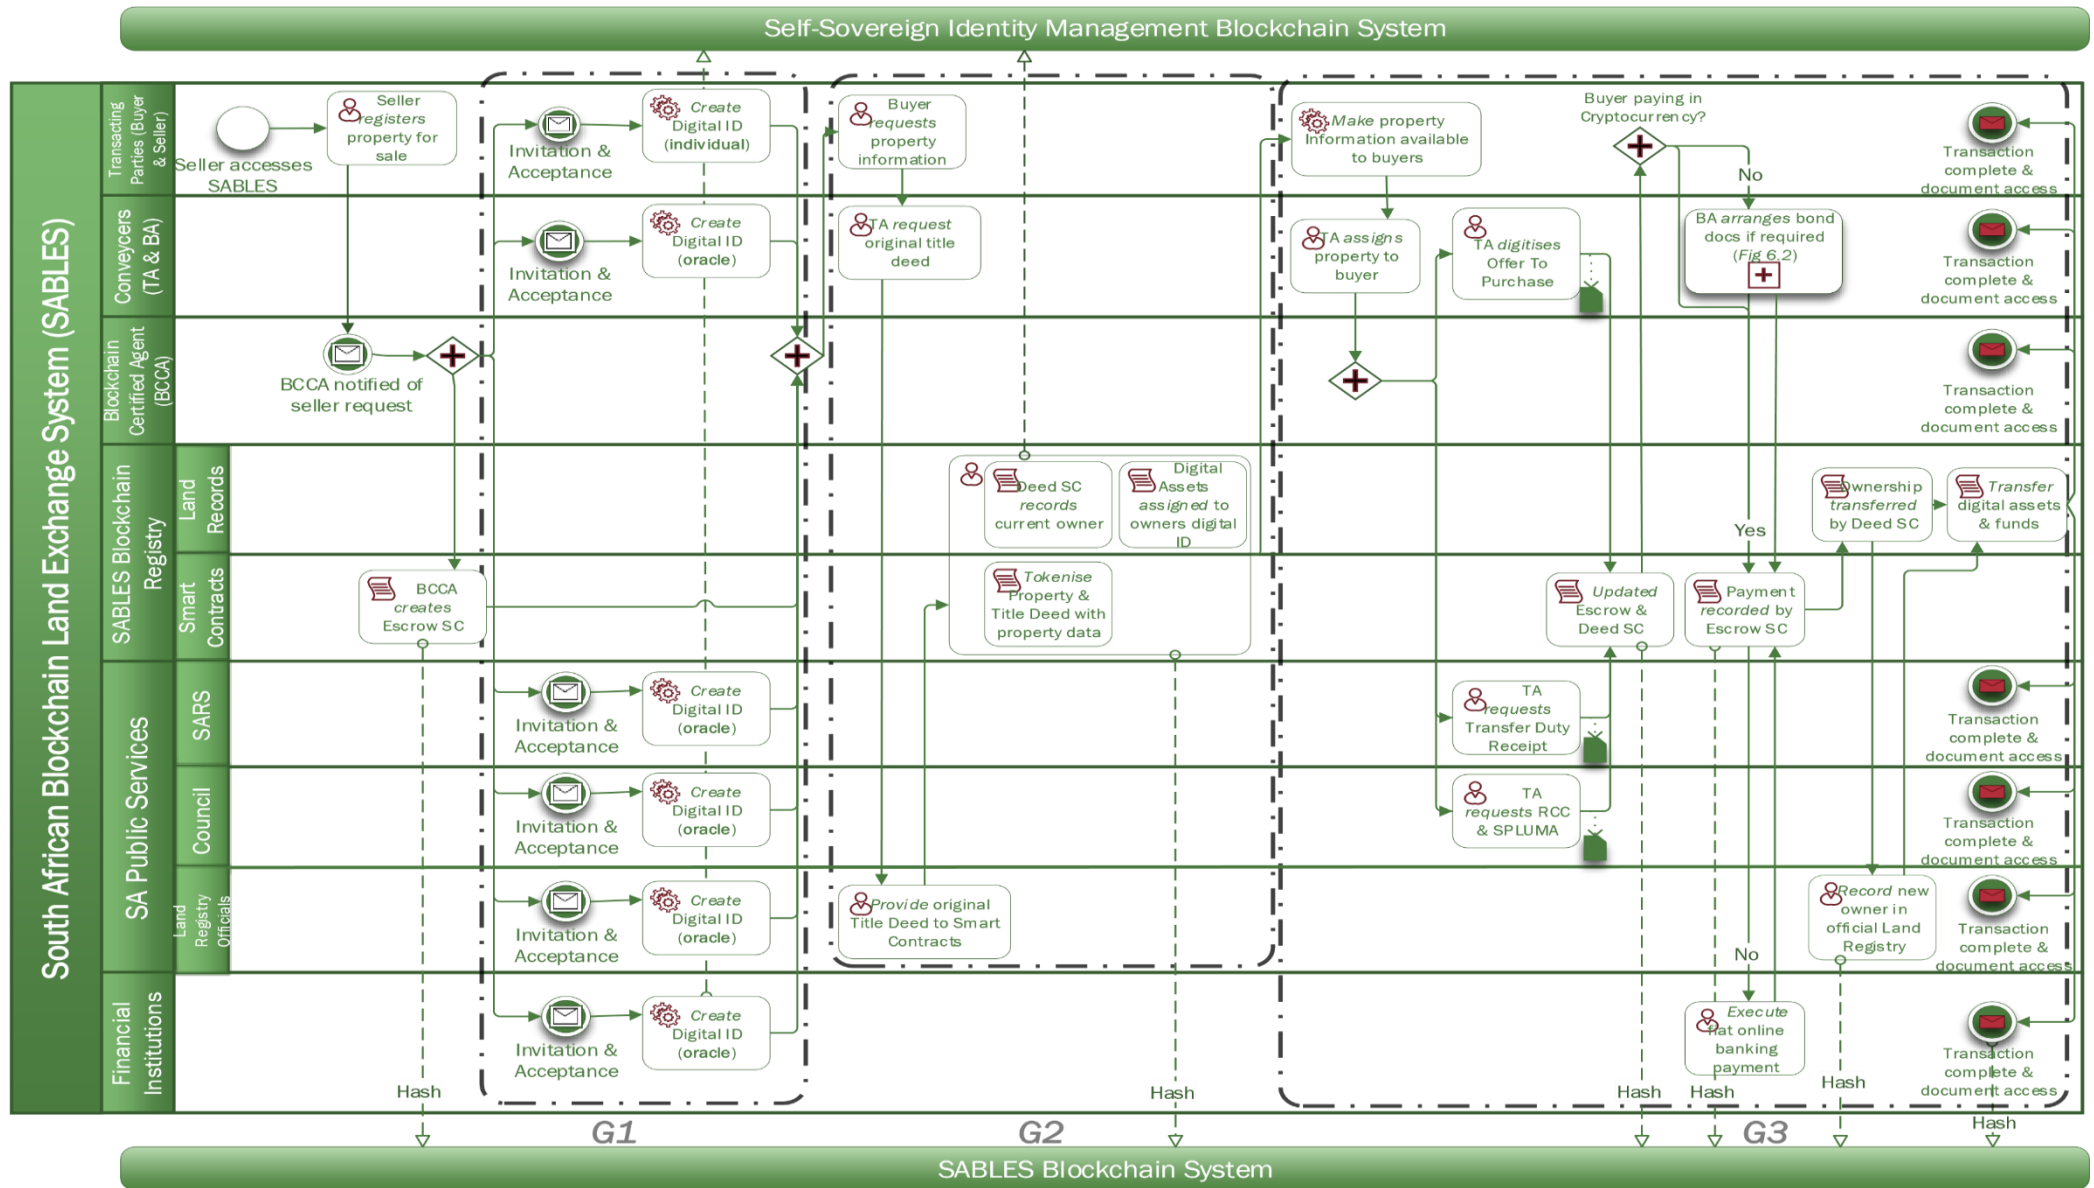 Self-Sovereign Identity Management Blockchain System
South African Blockchain Land Exchange System (SABLES)
Transacting
Parties (Buyer
& Seller)
Seller accesses
SABLES
Seller
registers
property for
sale
Invitation &
Acceptance
Create
Digital ID
(individual)
Buyer
requests
property
information
Make property
Information available
to buyers
Buyer paying in
Cryptocurrency?
No
Transaction
complete &
document access
Conveycers
(TA & BA)
Invitation &
Acceptance
Create
Digital ID
(oracle)
TA request
original title
deed
TA assigns
property to
buyer
TA digitises
Offer To
Purchase
BA arranges bond
docs if required
(Fig 6.2)
Transaction
complete &
document access
Blockchain
Certified Agent
(BCCA)
BCCA notified of
seller request
Transaction
complete &
document access
SABLES Blockchain
Registry
Land
Records
Deed SC
records
current owner
Digital
Assets
assigned to
owners digital
ID
Yes
Ownership
transferred
by Deed SC
Transfer
digital assets
& funds
Smart
Contracts
BCCA
creates
Escrow SC
Tokenise
Property &
Title Deed with
property data
Updated
Escrow &
Deed SC
Payment
recorded by
Escrow SC
SA Public Services
SARS
Invitation &
Acceptance
Create
Digital ID
(oracle)
TA
requests
Transfer Duty
Receipt
Transaction
complete &
document access
Council
Invitation &
Acceptance
Create
Digital ID
(oracle)
TA
requests RCC
& SPLUMA
Transaction
complete &
document access
Land
Registry
Officials
Invitation &
Acceptance
Create
Digital ID
(oracle)
Provide original
Title Deed to Smart
Contracts
No
Record new
owner in
official Land
Registry
Transaction
complete &
document access
Financial
Institutions
Invitation &
Acceptance
Create
Digital ID
(oracle)
Execute
fiat online
banking
payment
Transaction
complete &
document access
Hash
Hash
Hash
Hash
Hash
Hash
G1
G2
G3
SABLES Blockchain System